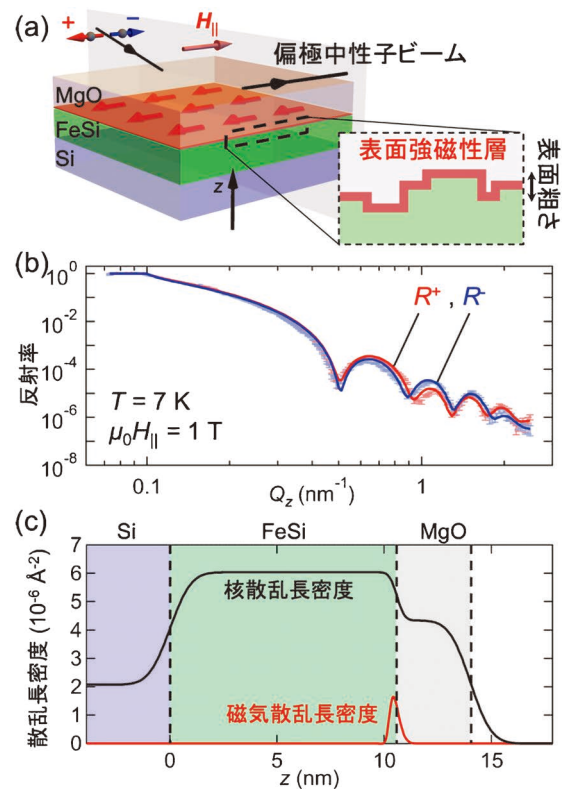 (a)
+
−
H||
偏極中性子ビーム
MgO
FeSi
Si
z
表面強磁性層
表面粗さ
(b)
10⁰
10⁻²
10⁻⁴
10⁻⁶
10⁻⁸
反射率
R⁺ , R⁻
T = 7 K
μ₀H|| = 1 T
0.1
1
Q_z (nm⁻¹)
(c)
Si
FeSi
MgO
7
6
5
4
3
2
1
0
散乱長密度 (10⁻⁶ Å⁻²)
核散乱長密度
磁気散乱長密度
0
5
10
15
z (nm)